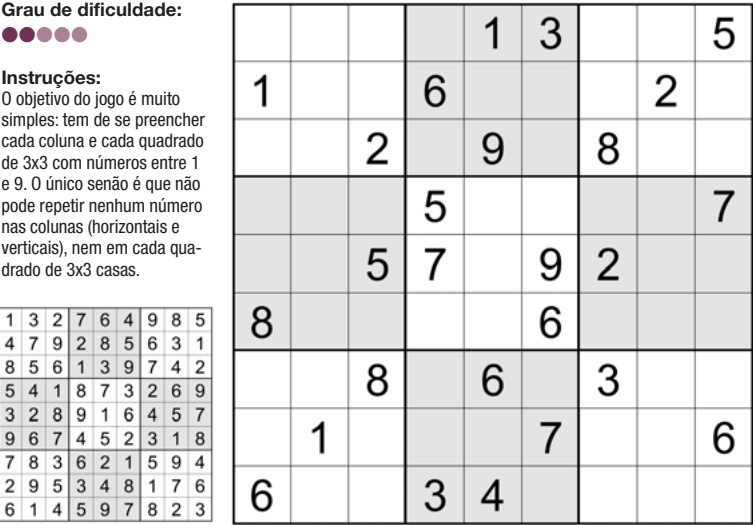 Grau de dificuldade:
Instruções:
O objetivo do jogo é muito
simples: tem de se preencher
cada coluna e cada quadrado
de 3x3 com números entre 1
e 9. O único senão é que não
pode repetir nenhum número
nas colunas (horizontais e
verticais), nem em cada qua-
drado de 3x3 casas.
1 3 2 7 6 4 9 8 5
4 7 9 2 8 5 6 3 1
8 5 6 1 3 9 7 4 2
5 4 1 8 7 3 2 6 9
3 2 8 9 1 6 4 5 7
9 6 7 4 5 2 3 1 8
7 8 3 6 2 1 5 9 4
2 9 5 3 4 8 1 7 6
6 1 4 5 9 7 8 2 3
1 3 5
1 6 2
2 9 8
5 7
5 7 9 2
8 6
8 6 3
1 7 6
6 3 4